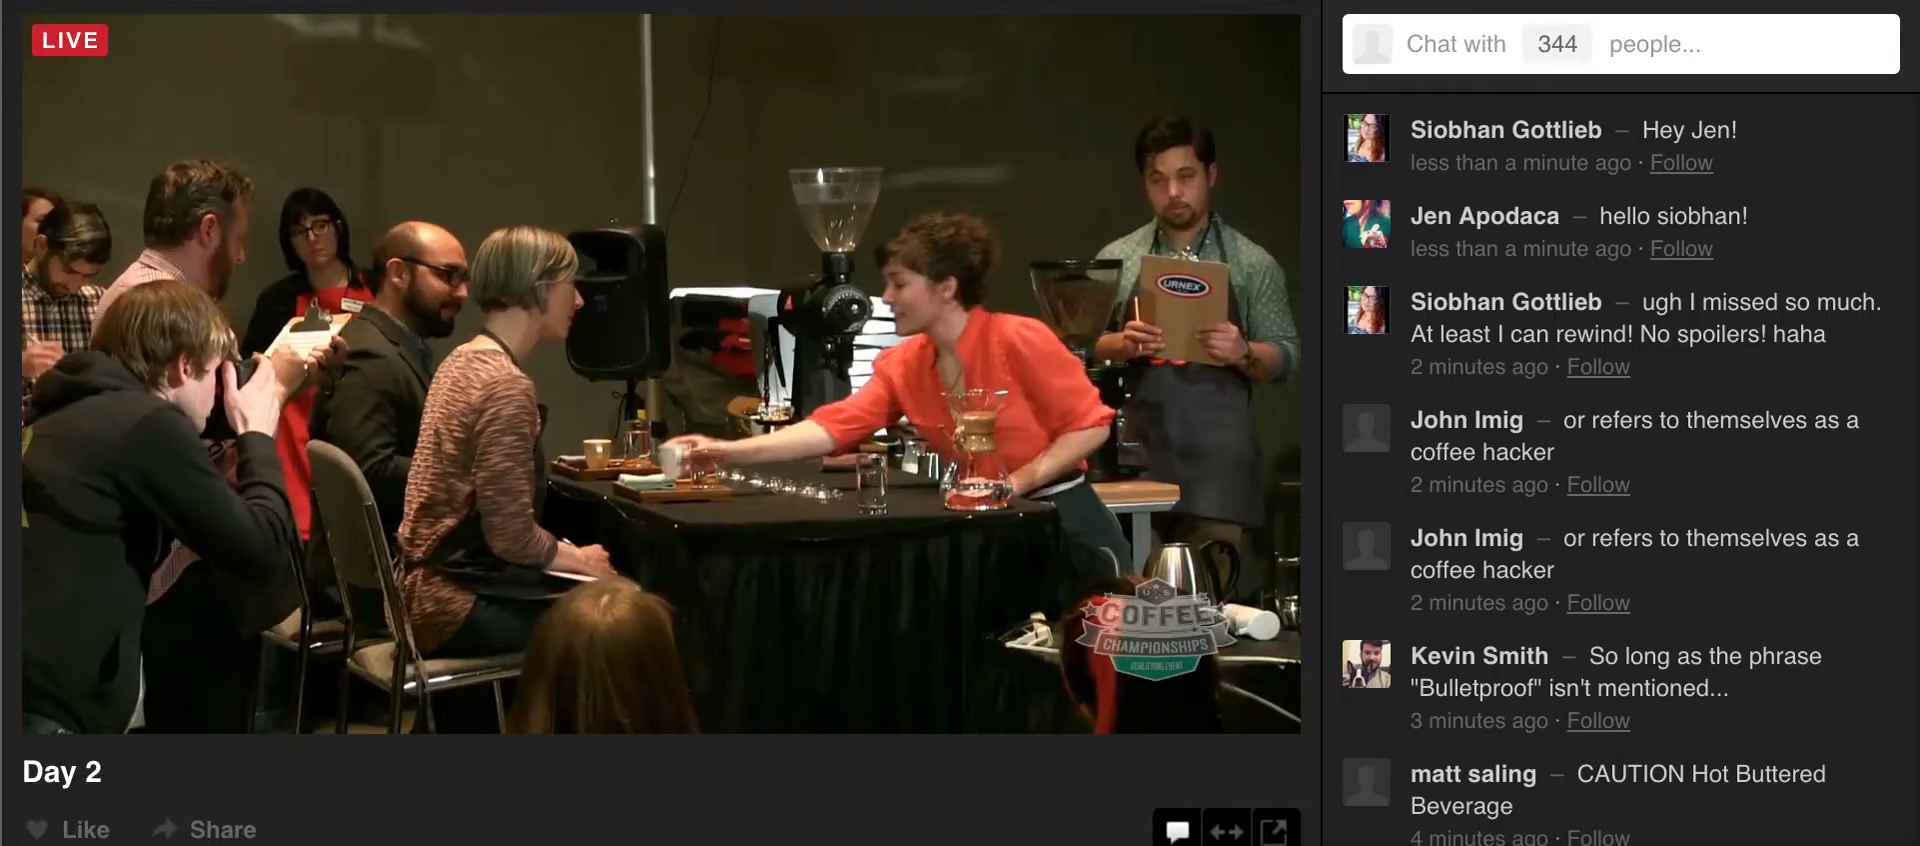 LIVE
URNEX
U S
COFFEE
CHAMPIONSHIPS
QUALIFYING EVENT
Day 2
Like
Share
Chat with 344 people...
Siobhan Gottlieb – Hey Jen!
less than a minute ago · Follow
Jen Apodaca – hello siobhan!
less than a minute ago · Follow
Siobhan Gottlieb – ugh I missed so much.
At least I can rewind! No spoilers! haha
2 minutes ago · Follow
John Imig – or refers to themselves as a
coffee hacker
2 minutes ago · Follow
John Imig – or refers to themselves as a
coffee hacker
2 minutes ago · Follow
Kevin Smith – So long as the phrase
"Bulletproof" isn't mentioned...
3 minutes ago · Follow
matt saling – CAUTION Hot Buttered
Beverage
4 minutes ago · Follow